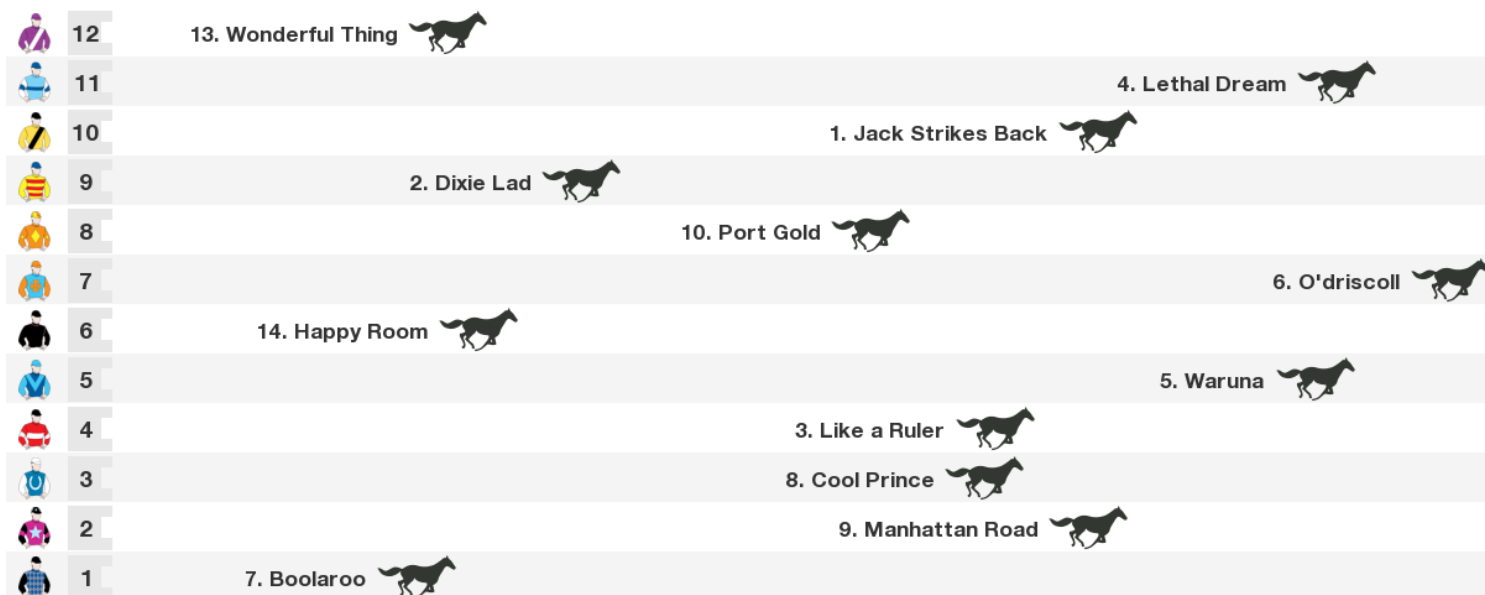 12 13. Wonderful Thing
11 4. Lethal Dream
10 1. Jack Strikes Back
9 2. Dixie Lad
8 10. Port Gold
7 6. O'driscoll
6 14. Happy Room
5 5. Waruna
4 3. Like a Ruler
3 8. Cool Prince
2 9. Manhattan Road
1 7. Boolaroo